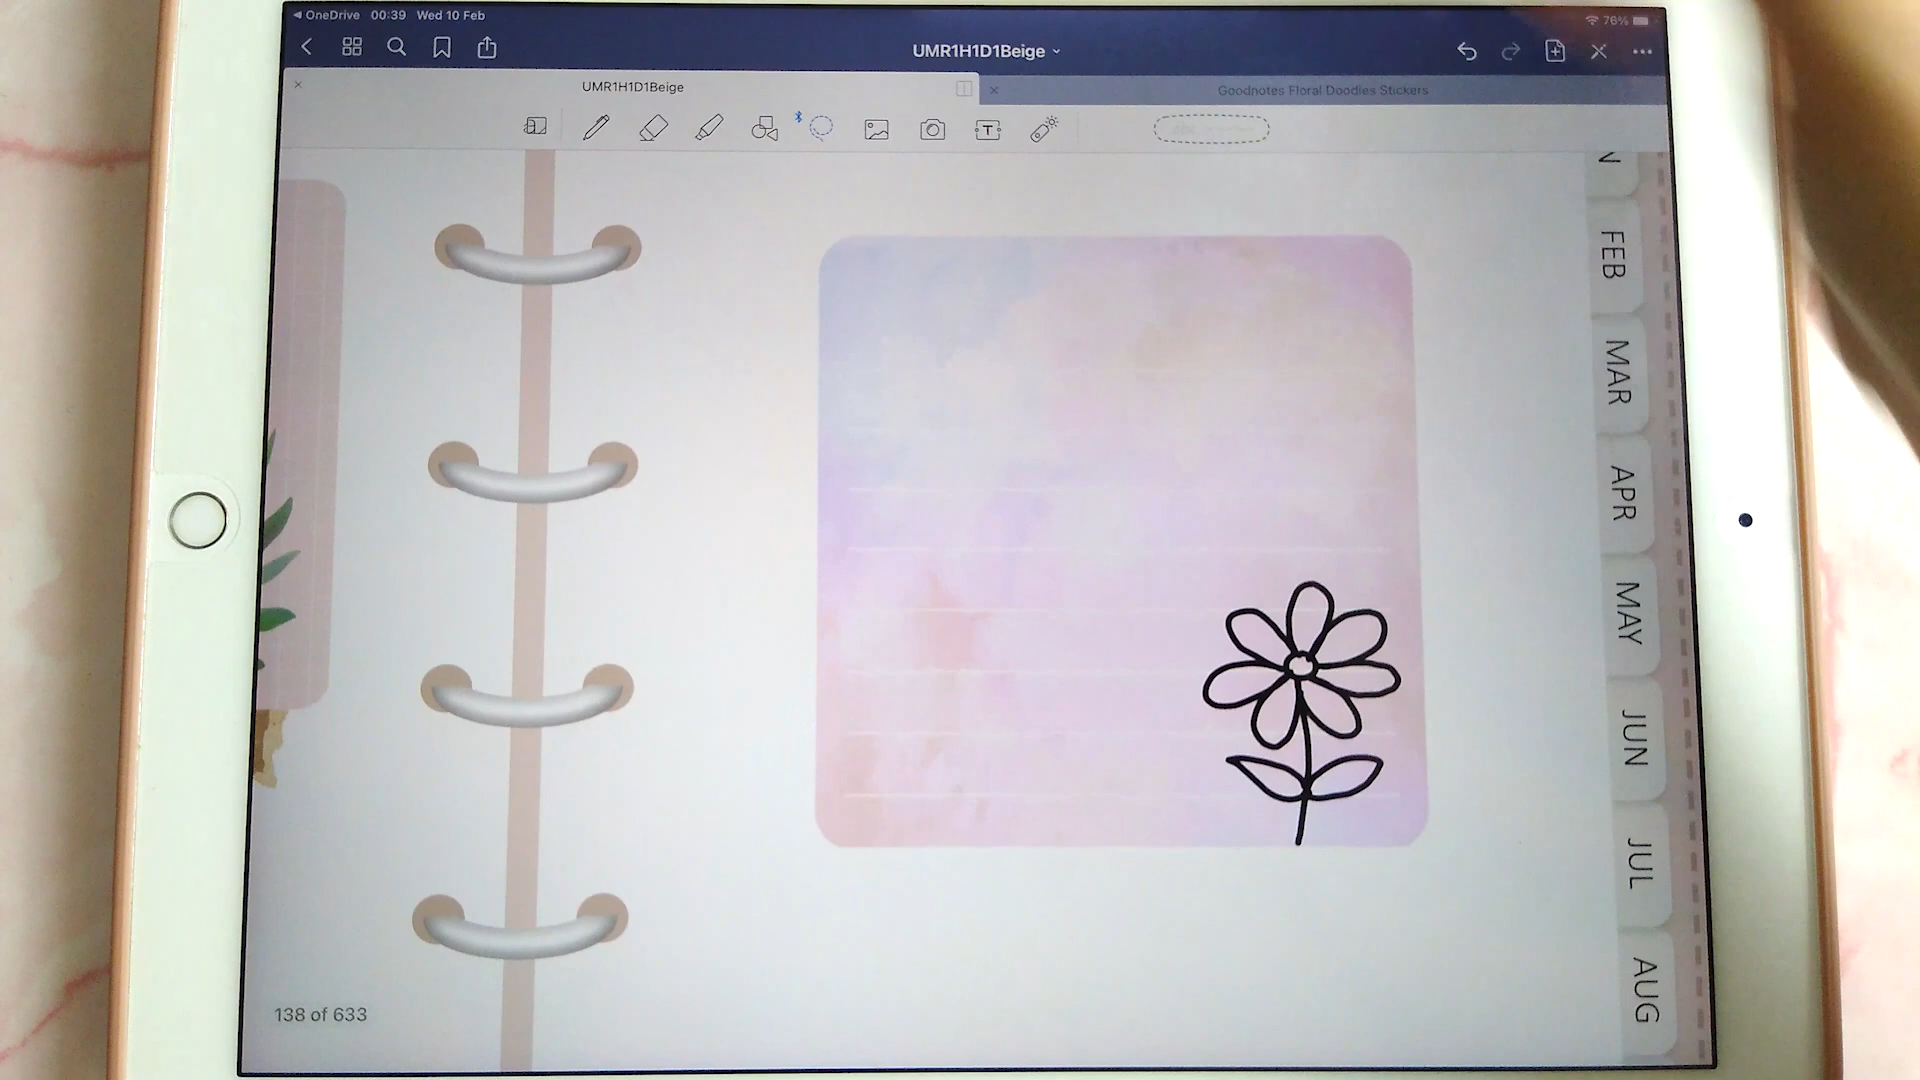 OneDrive 00:39 Wed 10 Feb
76%
UMR1H1D1Beige
UMR1H1D1Beige
Goodnotes Floral Doodles Stickers
T
N
FEB
MAR
APR
MAY
JUN
JUL
AUG
138 of 633